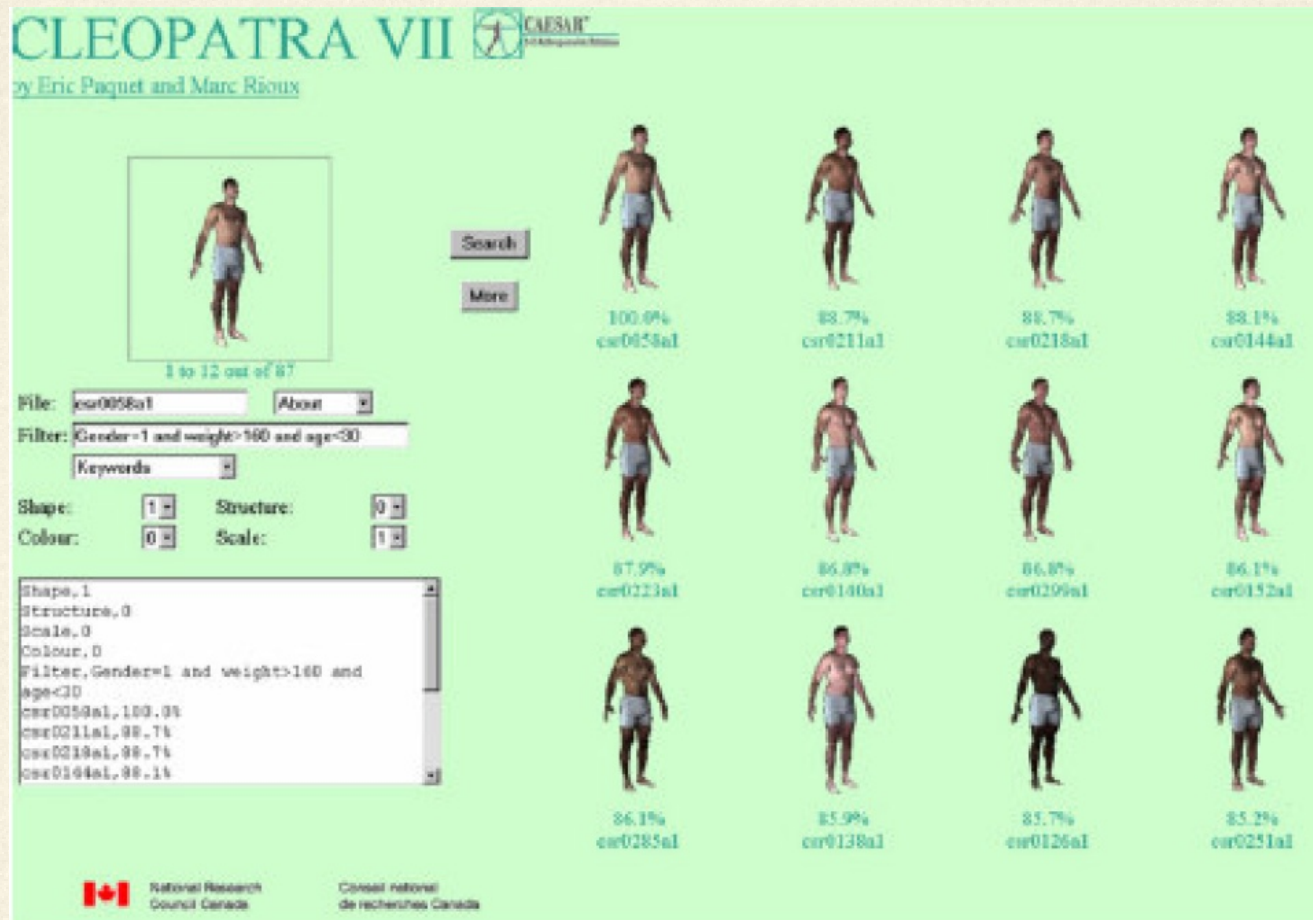 CLEOPATRA VII
CAESAR
by Eric Paquet and Marc Rioux
Search
More
1 to 12 out of 87
File: csr0058a1 About
Filter: Gender=1 and weight>160 and age<30
Keywords
Shape: 1 Structure: 0
Colour: 0 Scale: 1
Shape,1
Structure,0
Scale,0
Colour,0
Filter,Gender=1 and weight>160 and
age<30
csr0058a1,100.0%
csr0211a1,88.7%
csr0218a1,88.7%
csr0144a1,88.1%
100.0% 88.7% 88.7% 88.1%
csr0058a1 csr0211a1 csr0218a1 csr0144a1
87.9% 86.8% 86.8% 86.1%
csr0223a1 csr0140a1 csr0299a1 csr0152a1
86.1% 85.9% 85.7% 85.2%
csr0285a1 csr0138a1 csr0126a1 csr0251a1
National Research Conseil national
Council Canada de recherches Canada